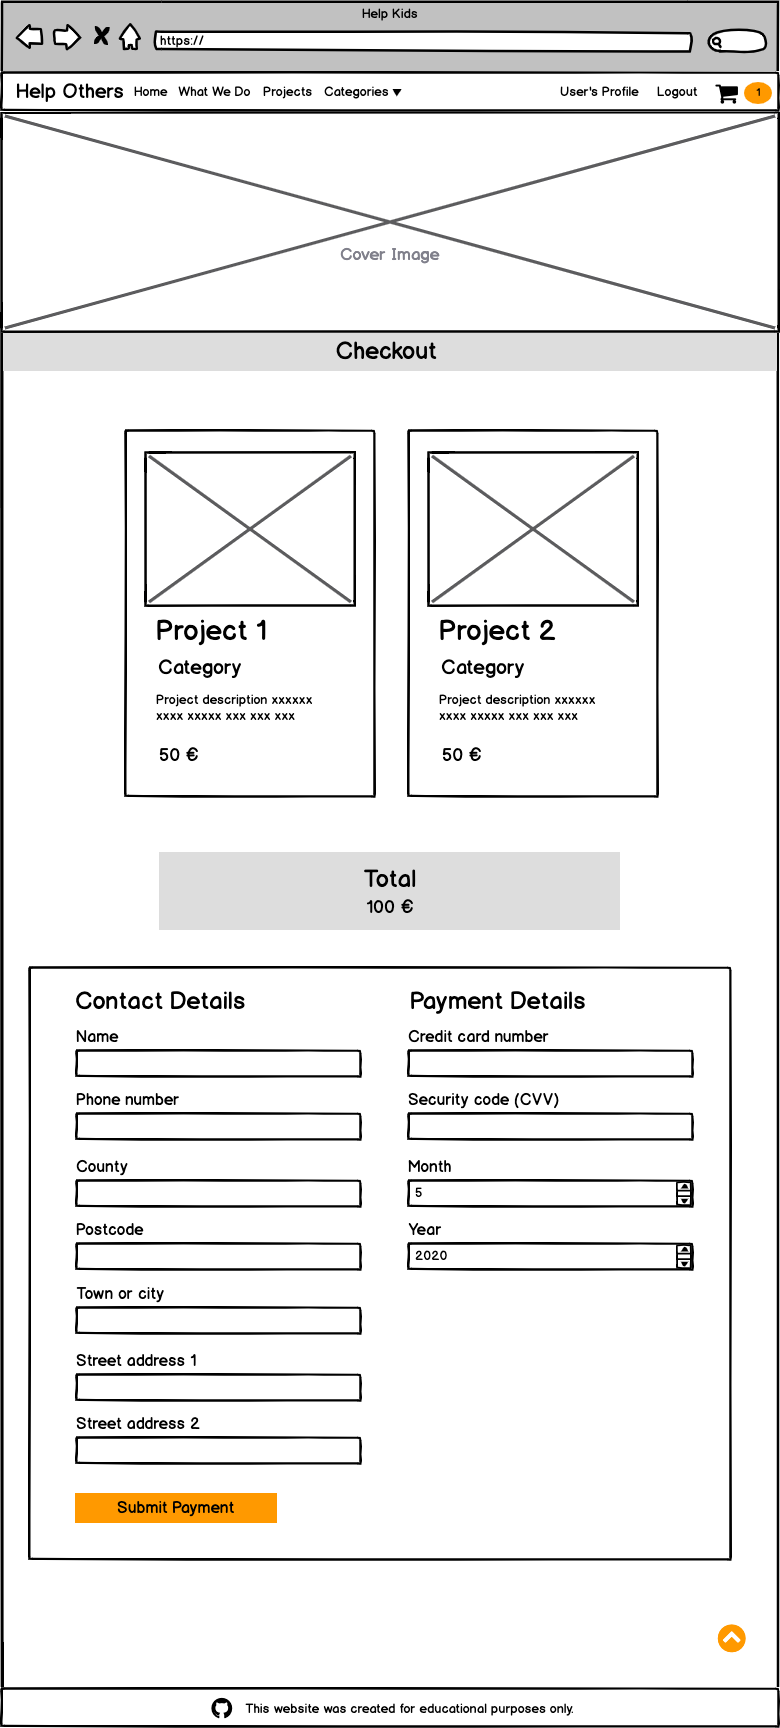 Help Kids
https://
Help Others Home What We Do Projects Categories ▼ User's Profile Logout 1
Cover Image
Checkout
Project 1
Category
Project description xxxxxx
xxxx xxxxx xxx xxx xxx
50 €
Project 2
Category
Project description xxxxxx
xxxx xxxxx xxx xxx xxx
50 €
Total
100 €
Contact Details
Name
Phone number
County
Postcode
Town or city
Street address 1
Street address 2
Submit Payment
Payment Details
Credit card number
Security code (CVV)
Month
5
Year
2020
This website was created for educational purposes only.